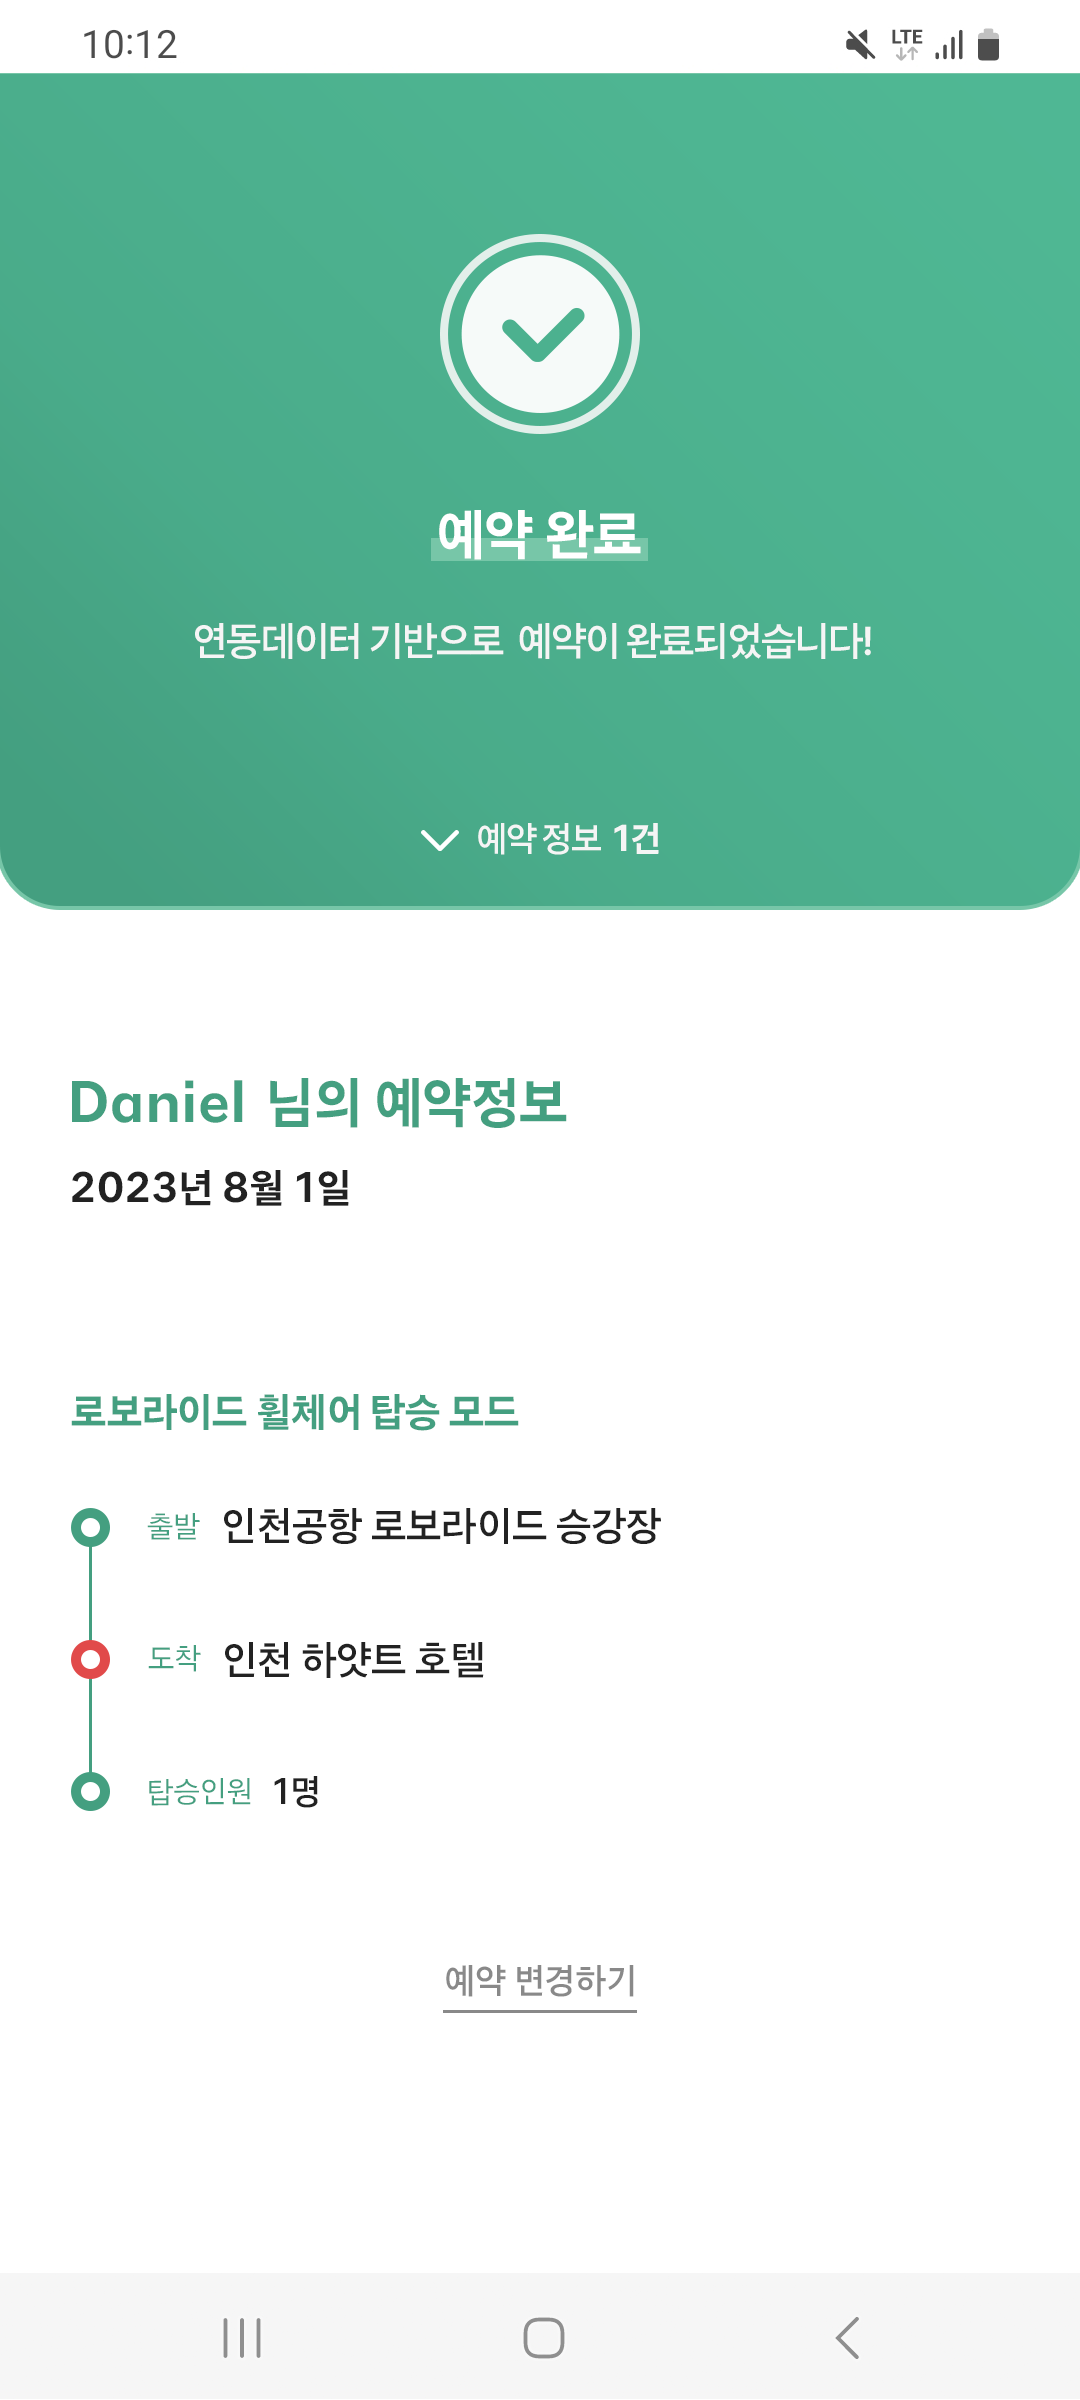 10:12
LTE
예약 완료
연동데이터 기반으로 예약이 완료되었습니다!
예약 정보 1건
Daniel 님의 예약정보
2023년 8월 1일
로보라이드 휠체어 탑승 모드
출발 인천공항 로보라이드 승강장
도착 인천 하얏트 호텔
탑승인원 1명
예약 변경하기